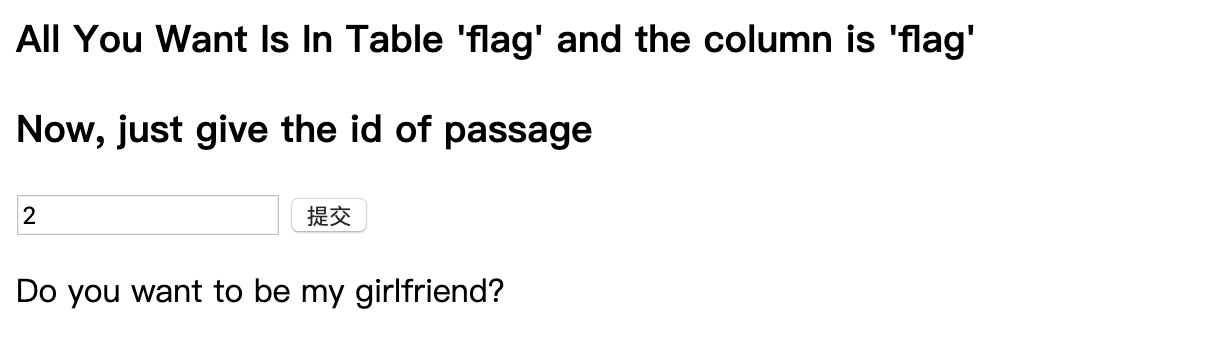 All You Want Is In Table 'flag' and the column is 'flag'
Now, just give the id of passage
2 提交
Do you want to be my girlfriend?